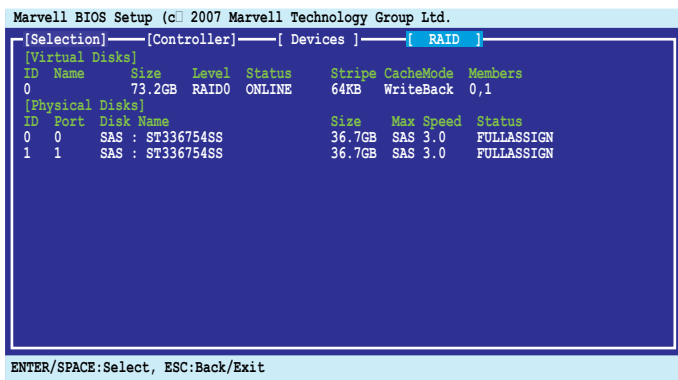 Marvell BIOS Setup (c□ 2007 Marvell Technology Group Ltd.
[Selection] [Controller] [ Devices ] [ RAID ]
[Virtual Disks]
ID Name Size Level Status Stripe CacheMode Members
0 73.2GB RAID0 ONLINE 64KB WriteBack 0,1
[Physical Disks]
ID Port Disk Name Size Max Speed Status
0 0 SAS : ST336754SS 36.7GB SAS 3.0 FULLASSIGN
1 1 SAS : ST336754SS 36.7GB SAS 3.0 FULLASSIGN
ENTER/SPACE:Select, ESC:Back/Exit